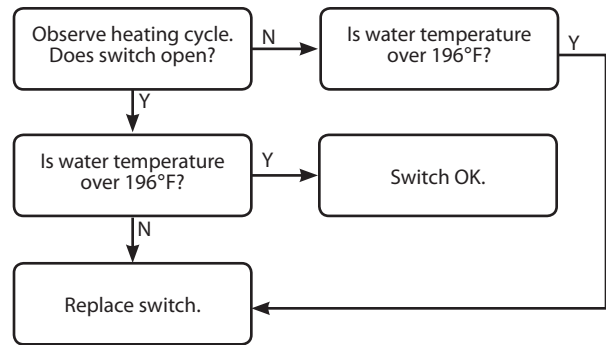 Observe heating cycle.
Does switch open?
N
Is water temperature
over 196°F?
Y
Y
Is water temperature
over 196°F?
Y
Switch OK.
N
Replace switch.